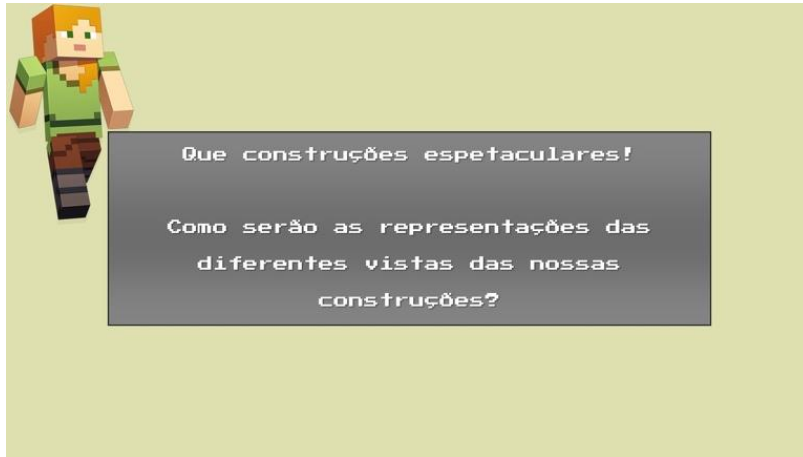 Que construções espetaculares!
Como serão as representações das
diferentes vistas das nossas
construções?